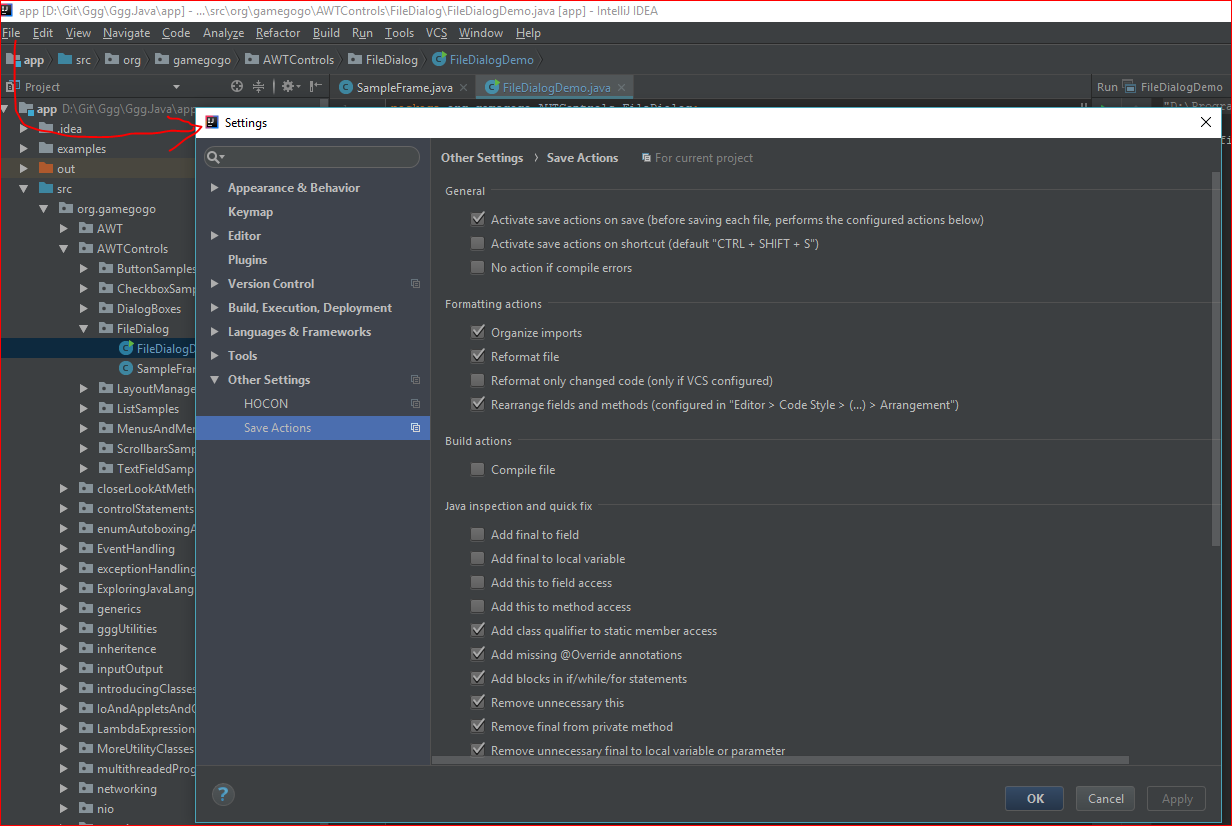 app [D:\Git\Ggg.Java\app] - ...\src\org\gamegogo\AWTControls\FileDialog\FileDialogDemo.java [app] - IntelliJ IDEA
File Edit View Navigate Code Analyze Refactor Build Run Tools VCS Window Help
app src org gamegogo AWTControls FileDialog FileDialogDemo
Project SampleFrame.java FileDialogDemo.java Run FileDialogDemo
app D:\Git\Ggg.Java\app
.idea
examples
out
src
org.gamegogo
AWT
AWTControls
ButtonSamples
CheckboxSamp
DialogBoxes
FileDialog
FileDialogD
SampleFrar
LayoutManage
ListSamples
MenusAndMe
ScrollbarsSamp
TextFieldSamp
closerLookAtMeth
controlStatements
enumAutoboxingA
EventHandling
exceptionHandling
ExploringJavaLang
generics
gggUtilities
inheritence
inputOutput
introducingClasses
IoAndAppletsAndO
LambdaExpression
MoreUtilityClasses
multithreadedProg
networking
nio
Settings
Appearance & Behavior
Keymap
Editor
Plugins
Version Control
Build, Execution, Deployment
Languages & Frameworks
Tools
Other Settings
HOCON
Save Actions
Other Settings › Save Actions For current project
General
Activate save actions on save (before saving each file, performs the configured actions below)
Activate save actions on shortcut (default "CTRL + SHIFT + S")
No action if compile errors
Formatting actions
Organize imports
Reformat file
Reformat only changed code (only if VCS configured)
Rearrange fields and methods (configured in "Editor > Code Style > (...) > Arrangement")
Build actions
Compile file
Java inspection and quick fix
Add final to field
Add final to local variable
Add this to field access
Add this to method access
Add class qualifier to static member access
Add missing @Override annotations
Add blocks in if/while/for statements
Remove unnecessary this
Remove final from private method
Remove unnecessary final to local variable or parameter
? OK Cancel Apply